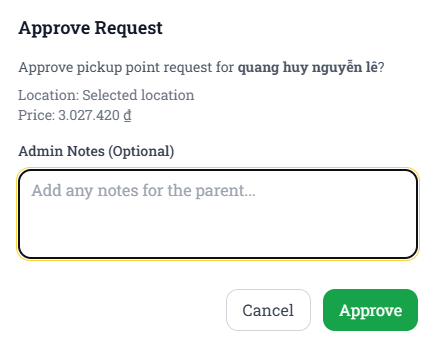 Approve Request
Approve pickup point request for quang huy nguyễn lê?
Location: Selected location
Price: 3.027.420 ₫
Admin Notes (Optional)
Add any notes for the parent...
Cancel
Approve